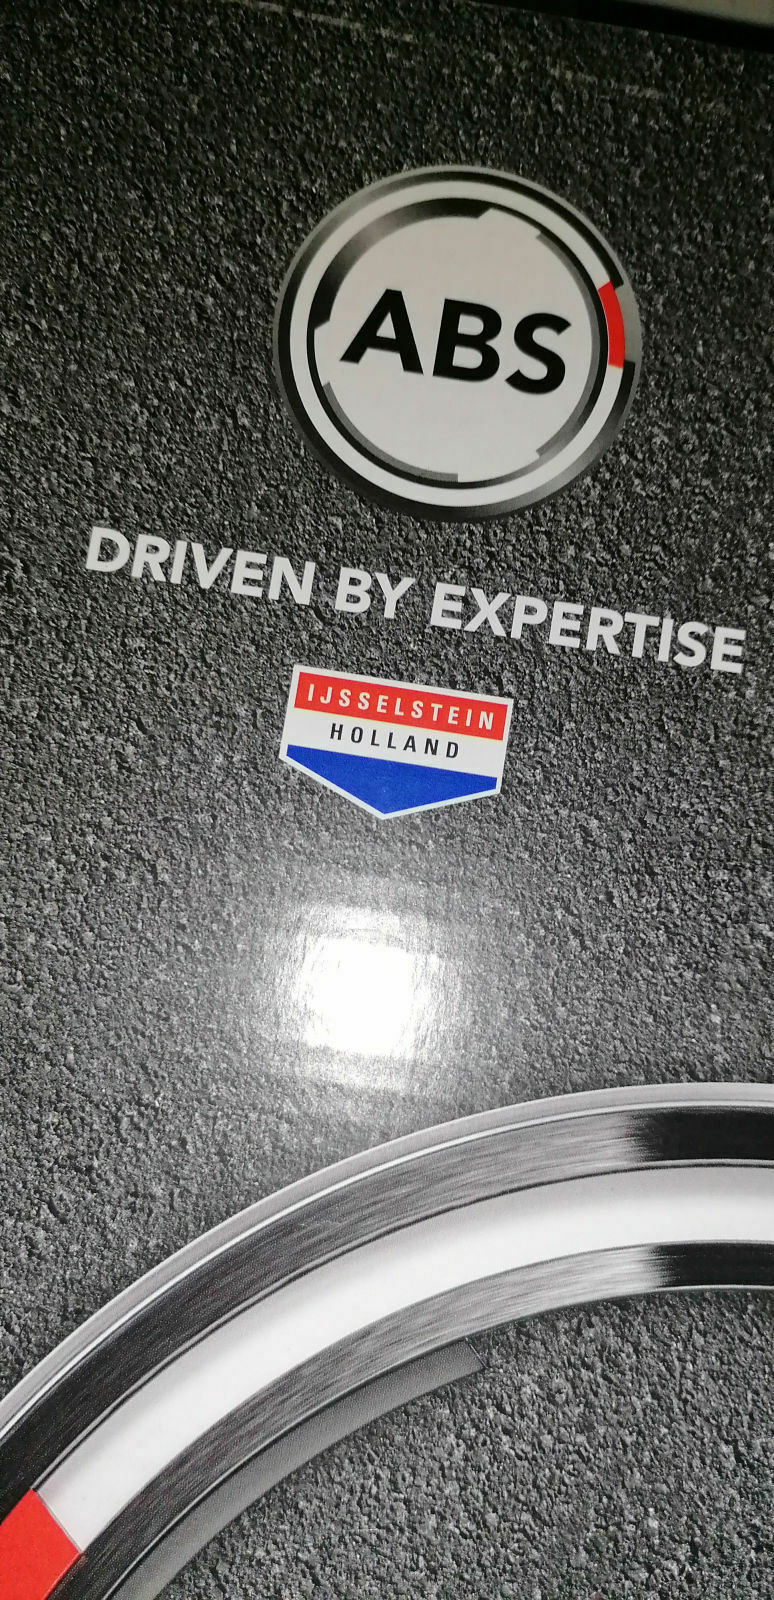 ABS
DRIVEN BY EXPERTISE
IJSSELSTEIN
HOLLAND